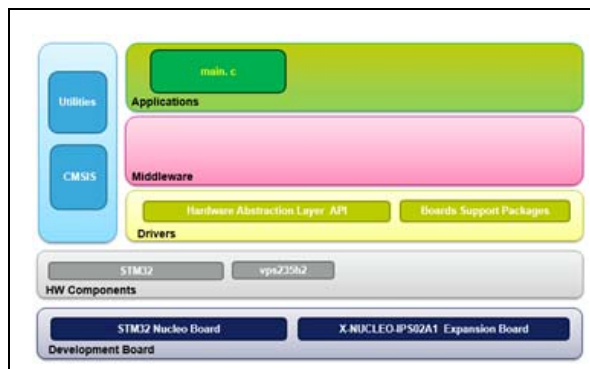 main. c
Utilities
Applications
CMSIS
Middleware
Hardware Abstraction Layer API
Boards Support Packages
Drivers
STM32
vps235h2
HW Components
STM32 Nucleo Board
X-NUCLEO-IPS02A1 Expansion Board
Development Board